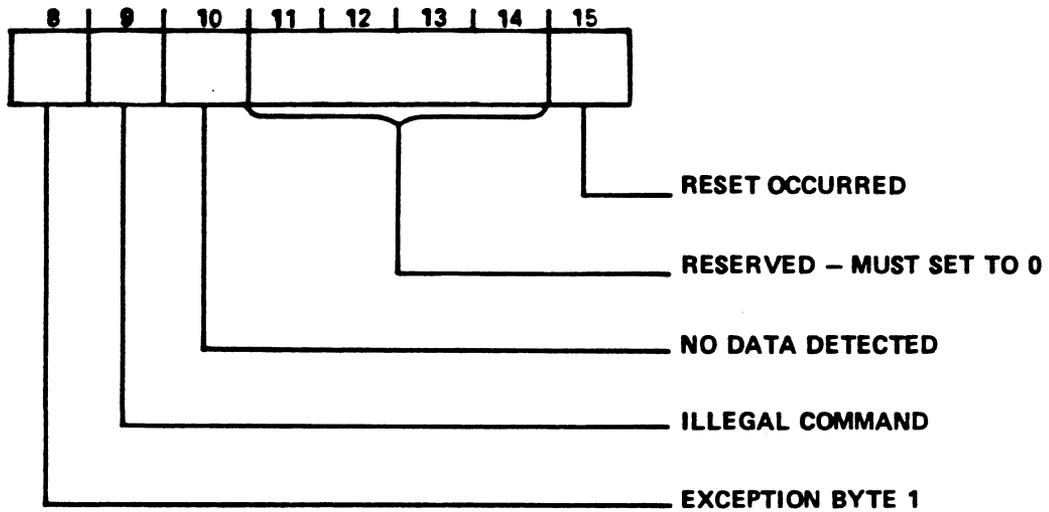 8 9 10 11 12 13 14 15
RESET OCCURRED
RESERVED – MUST SET TO 0
NO DATA DETECTED
ILLEGAL COMMAND
EXCEPTION BYTE 1